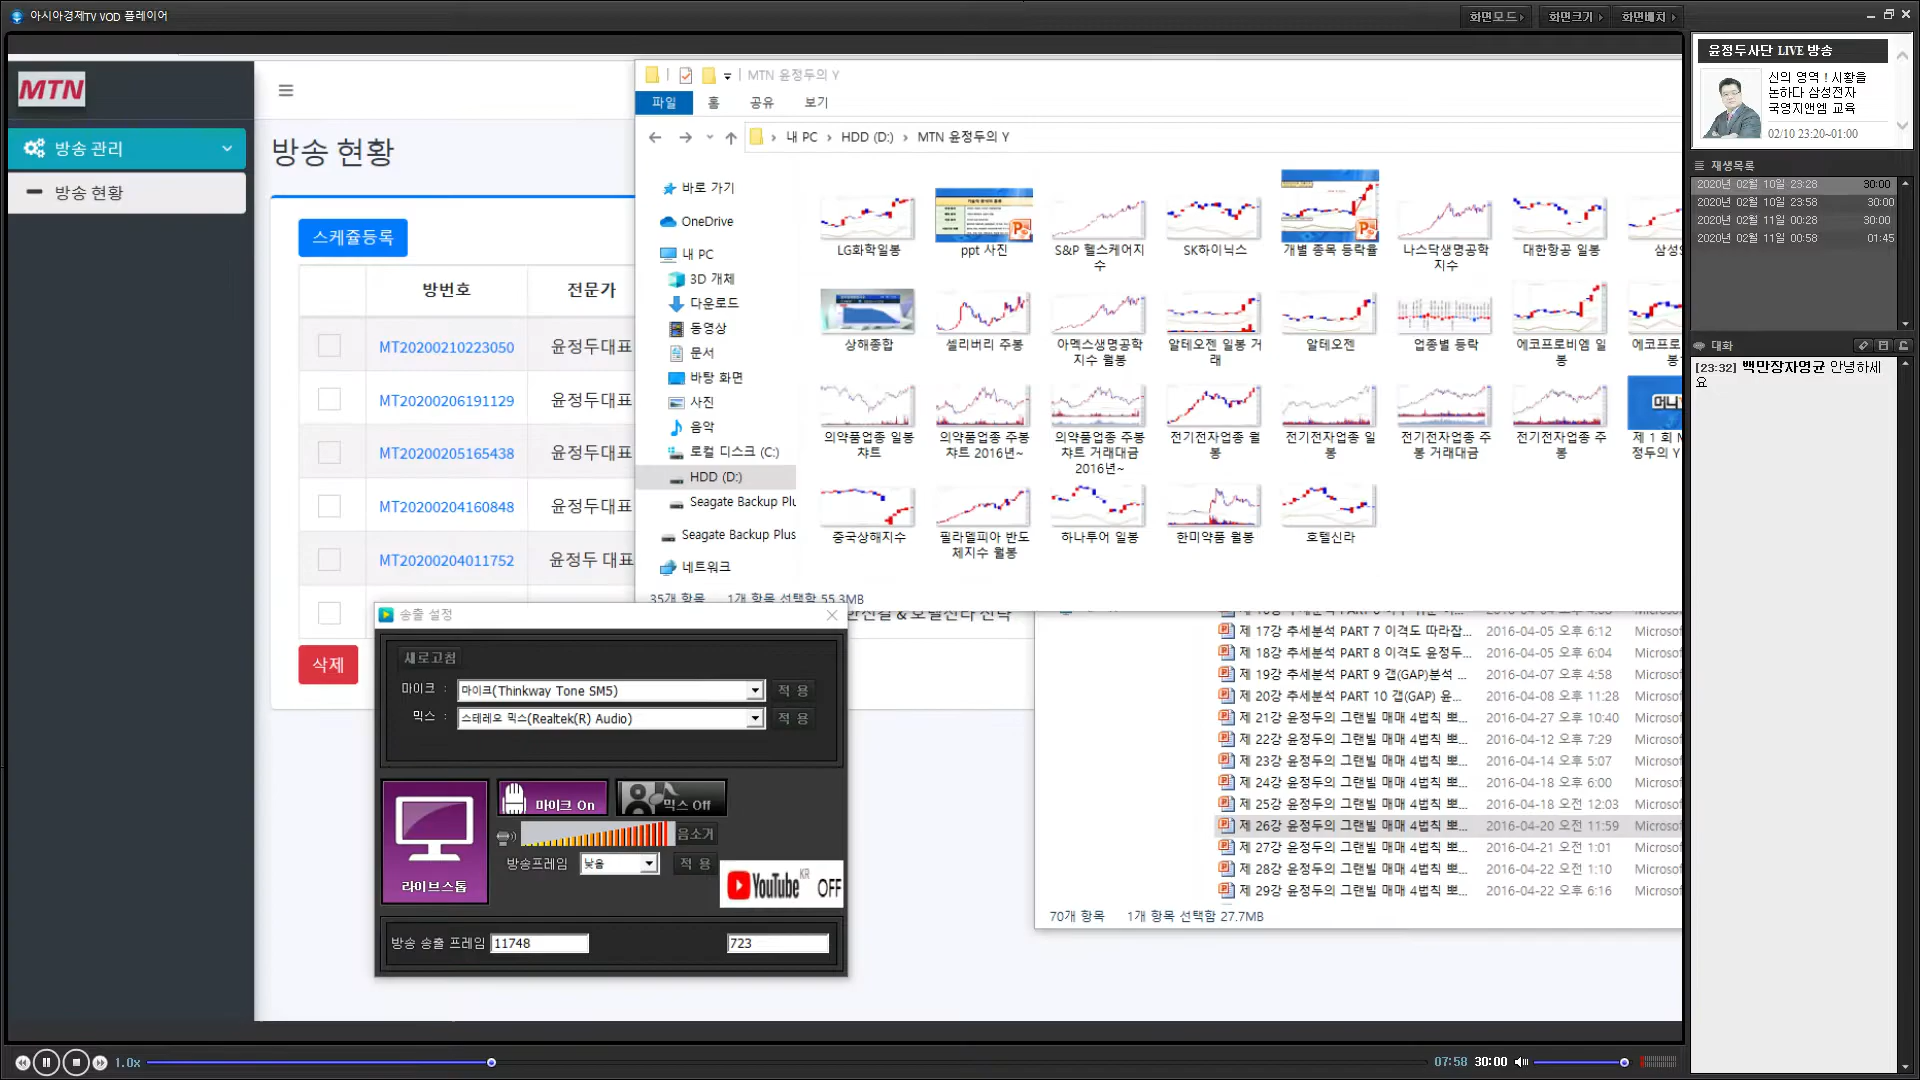 아시아경제TV VOD 플레이어
화면모드
화면크기
화면배치
MTN
방송 관리
방송 현황
방송 현황
스케쥴등록
방번호
전문가
MT20200210223050
윤정두대표
MT20200206191129
윤정두대표
MT20200205165438
윤정두대표
MT20200204160848
윤정두대표
MT20200204011752
윤정두 대표
삭제
MTN 윤정두의 Y
파일
홈
공유
보기
내 PC
HDD (D:)
MTN 윤정두의 Y
바로 가기
OneDrive
내 PC
3D 개체
다운로드
동영상
문서
바탕 화면
사진
음악
로컬 디스크 (C:)
HDD (D:)
Seagate Backup Plu
Seagate Backup Plus
네트워크
LG화학일봉
ppt 사진
S&P 헬스케어지
수
SK하이닉스
개별 종목 등락률
나스닥생명공학
지수
대한항공 일봉
상해종합
셀리버리 주봉
아멕스생명공학
지수 월봉
알테오젠 일봉 거
래
알테오젠
업종별 등락
에코프로비엠 일
봉
에코프로
의약품업종 일봉
챠트
의약품업종 주봉
챠트 2016년~
의약품업종 주봉
챠트 거래대금
2016년~
전기전자업종 월
봉
전기전자업종 일
봉
전기전자업종 주
봉 거래대금
전기전자업종 주
봉
제 1 회 M
정두의 Y
중국상해지수
필라델피아 반도
체지수 월봉
하나투어 일봉
한미약품 월봉
호텔신라
35개 항목
1개 항목 선택함 55.3MB
제 17강 추세분석 PART 7 이격도 따라잡...
2016-04-05 오후 6:12
Microsof
제 18강 추세분석 PART 8 이격도 윤정두...
2016-04-05 오후 6:04
Microsof
제 19강 추세분석 PART 9 갭(GAP)분석 ...
2016-04-07 오후 4:58
Microsof
제 20강 추세분석 PART 10 갭(GAP) 윤...
2016-04-08 오후 11:28
Microsof
제 21강 윤정두의 그랜빌 매매 4법칙 뽀...
2016-04-27 오후 10:40
Microsof
제 22강 윤정두의 그랜빌 매매 4법칙 뽀...
2016-04-12 오후 7:29
Microsof
제 23강 윤정두의 그랜빌 매매 4법칙 뽀...
2016-04-14 오후 5:07
Microsof
제 24강 윤정두의 그랜빌 매매 4법칙 뽀...
2016-04-18 오후 6:00
Microsof
제 25강 윤정두의 그랜빌 매매 4법칙 뽀...
2016-04-18 오전 12:03
Microsof
제 26강 윤정두의 그랜빌 매매 4법칙 뽀...
2016-04-20 오전 11:59
Microsof
제 27강 윤정두의 그랜빌 매매 4법칙 뽀...
2016-04-21 오전 1:01
Microsof
제 28강 윤정두의 그랜빌 매매 4법칙 뽀...
2016-04-22 오전 1:10
Microsof
제 29강 윤정두의 그랜빌 매매 4법칙 뽀...
2016-04-22 오후 6:16
Microsof
70개 항목
1개 항목 선택함 27.7MB
송출 설정
새로고침
마이크 :
마이크(Thinkway Tone SM5)
적 용
믹스 :
스테레오 믹스(Realtek(R) Audio)
적 용
라이브스톱
마이크 On
믹스 Off
음소거
방송프레임
낮음
적 용
YouTube KR
OFF
방송 송출 프레임
11748
723
윤정두사단 LIVE 방송
신의 영역 ! 시황을
논하다 삼성전자
국영지앤엠 교육
02/10 23:20~01:00
재생목록
2020년 02월 10일 23:28
30:00
2020년 02월 10일 23:58
30:00
2020년 02월 11일 00:28
30:00
2020년 02월 11일 00:58
01:45
대화
[23:32] 백만장자영균 안녕하세
요
1.0x
07:58
30:00